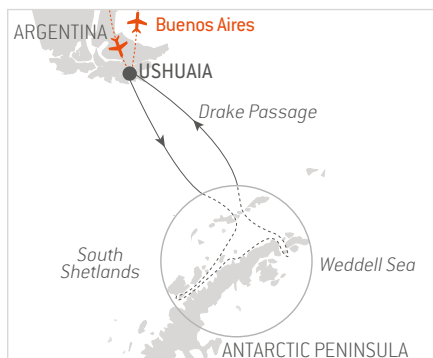 Buenos Aires
ARGENTINA
USHUAIA
Drake Passage
South
Shetlands
Weddell Sea
ANTARCTIC PENINSULA